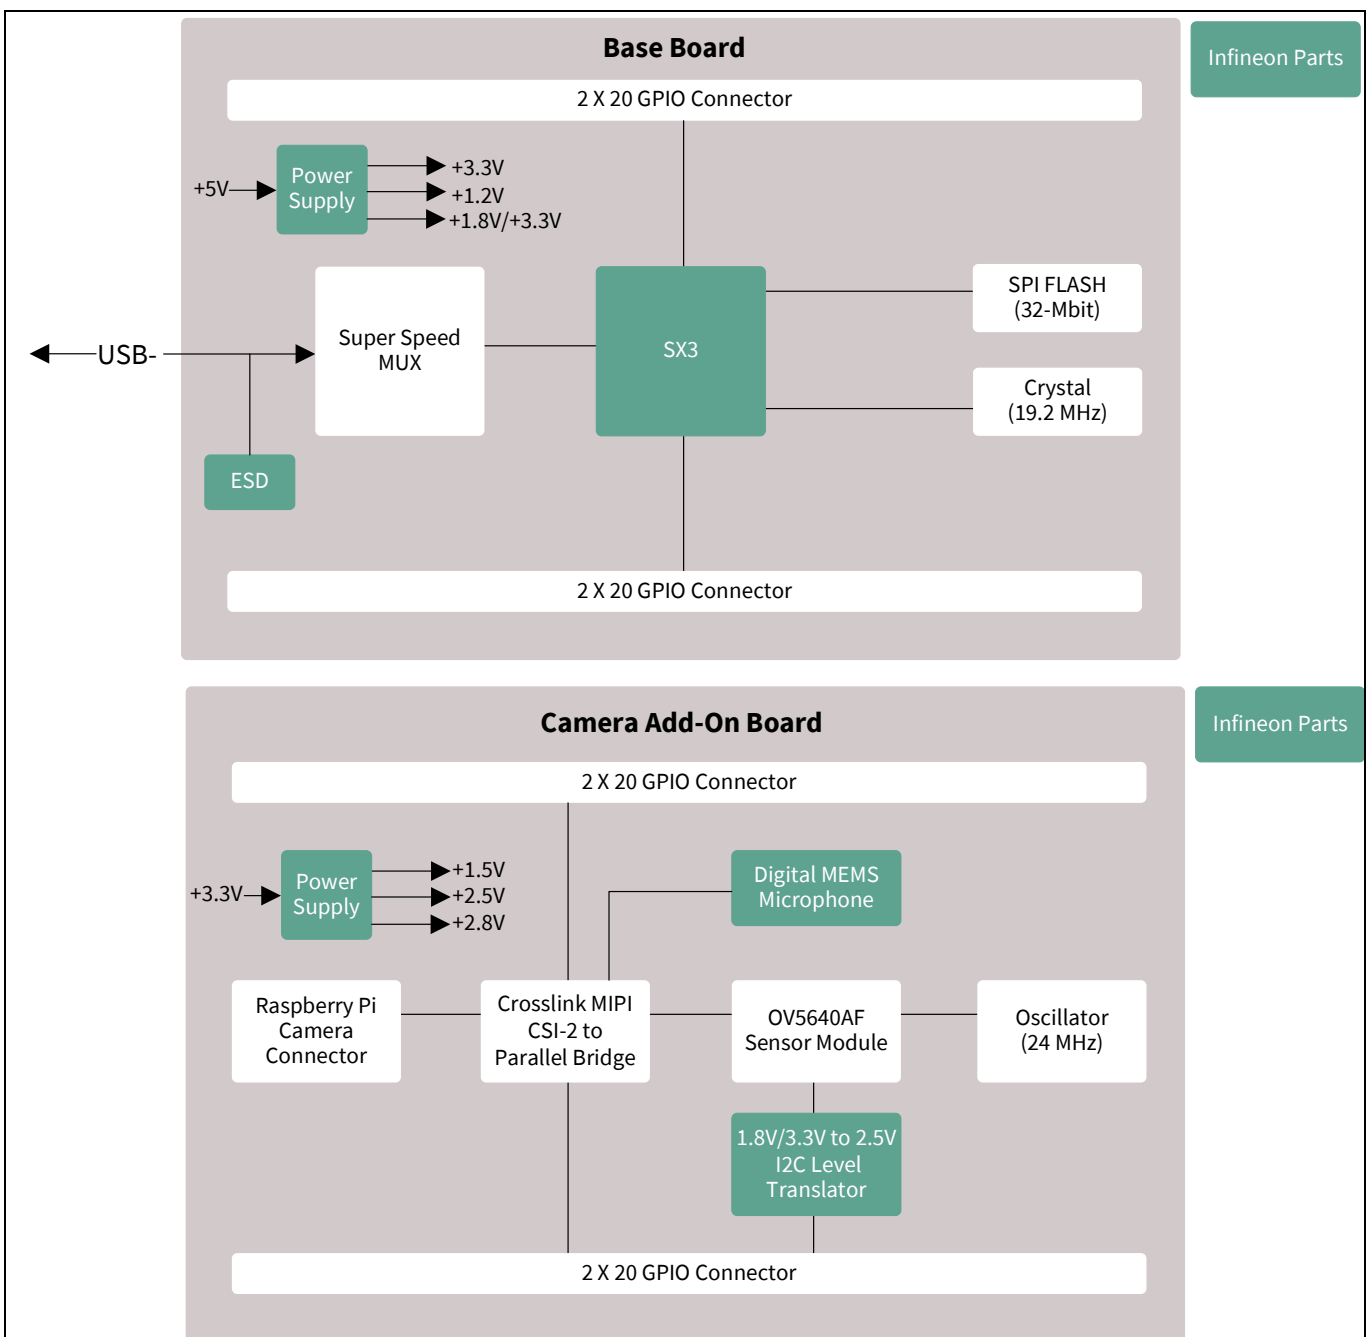 Base Board
Infineon Parts
2 X 20 GPIO Connector
Power
Supply
+5V
+3.3V
+1.2V
+1.8V/+3.3V
Super Speed
MUX
SX3
SPI FLASH
(32-Mbit)
Crystal
(19.2 MHz)
USB-
ESD
2 X 20 GPIO Connector
Camera Add-On Board
Infineon Parts
2 X 20 GPIO Connector
+3.3V
Power
Supply
+1.5V
+2.5V
+2.8V
Digital MEMS
Microphone
Raspberry Pi
Camera
Connector
Crosslink MIPI
CSI-2 to
Parallel Bridge
OV5640AF
Sensor Module
Oscillator
(24 MHz)
1.8V/3.3V to 2.5V
I2C Level
Translator
2 X 20 GPIO Connector